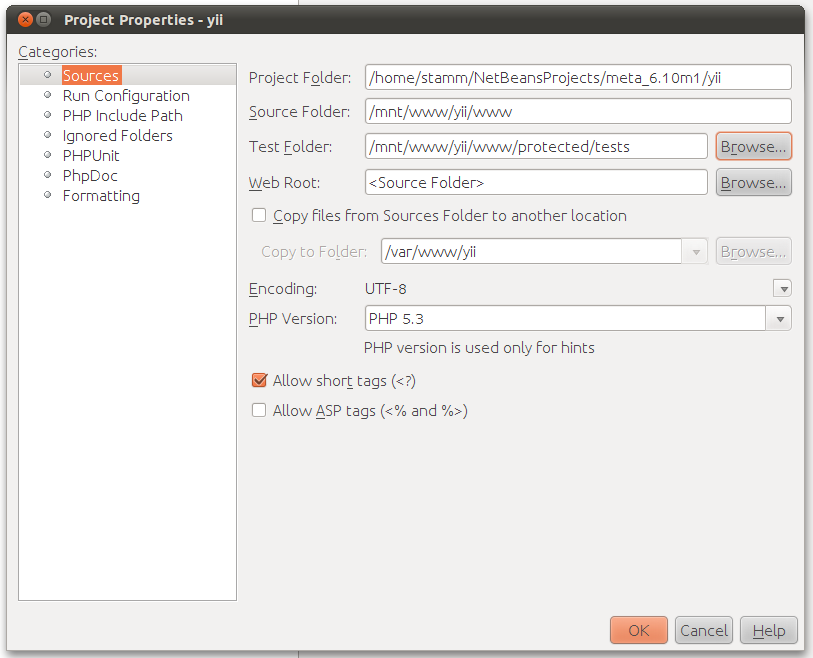 Project Properties - yii
Categories:
Sources
Run Configuration
PHP Include Path
Ignored Folders
PHPUnit
PhpDoc
Formatting
Project Folder: /home/stamm/NetBeansProjects/meta_6.10m1/yii
Source Folder: /mnt/www/yii/www
Test Folder: /mnt/www/yii/www/protected/tests Browse...
Web Root: <Source Folder> Browse...
Copy files from Sources Folder to another location
Copy to Folder: /var/www/yii Browse...
Encoding: UTF-8
PHP Version: PHP 5.3
PHP version is used only for hints
Allow short tags (<?)
Allow ASP tags (<% and %>)
OK Cancel Help